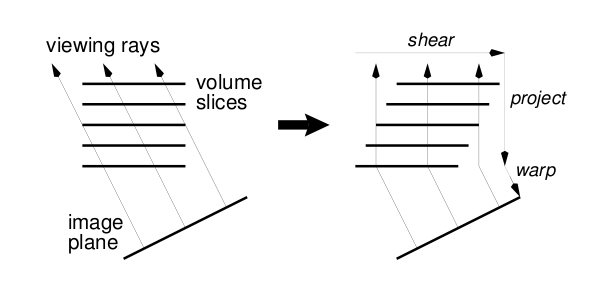 viewing rays
volume
slices
image
plane
shear
project
warp